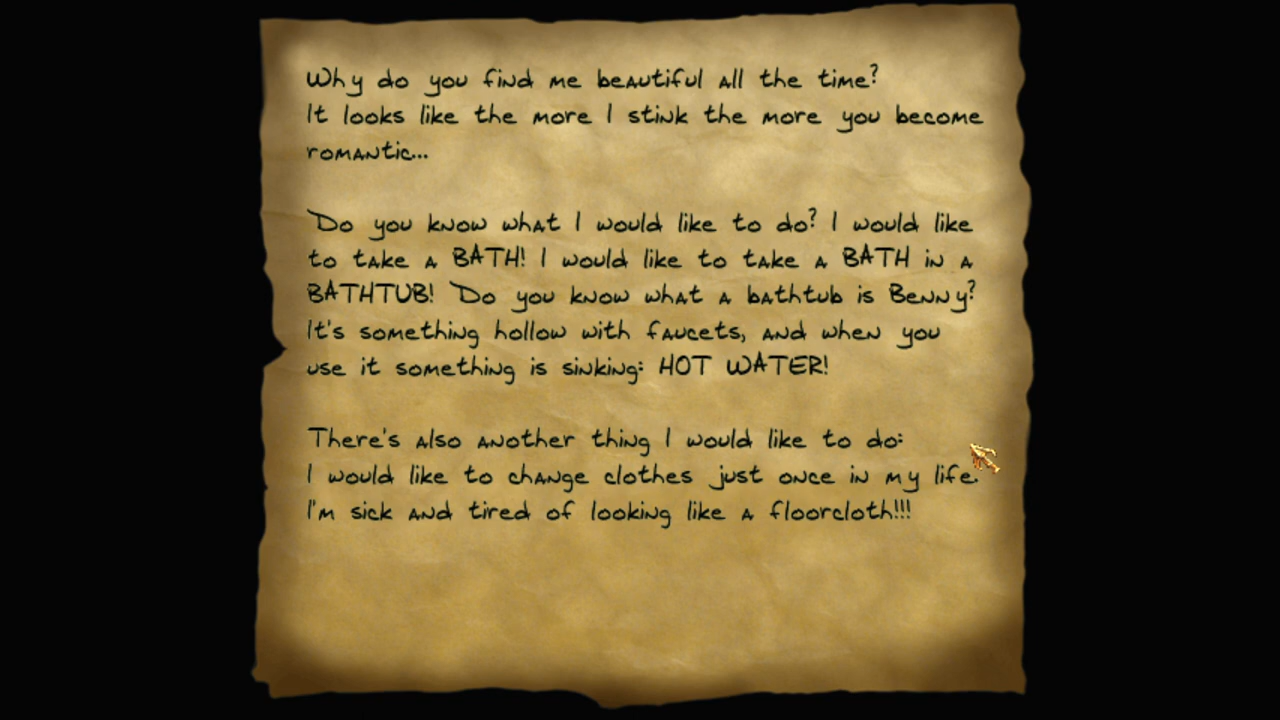 Why do you find me beautiful all the time?
It looks like the more I stink the more you become
romantic...
Do you know what I would like to do? I would like
to take a BATH! I would like to take a BATH in a
BATHTUB! Do you know what a bathtub is Benny?
It's something hollow with faucets, and when you
use it something is sinking: HOT WATER!
There's also another thing I would like to do:
I would like to change clothes just once in my life.
I'm sick and tired of looking like a floorcloth!!!